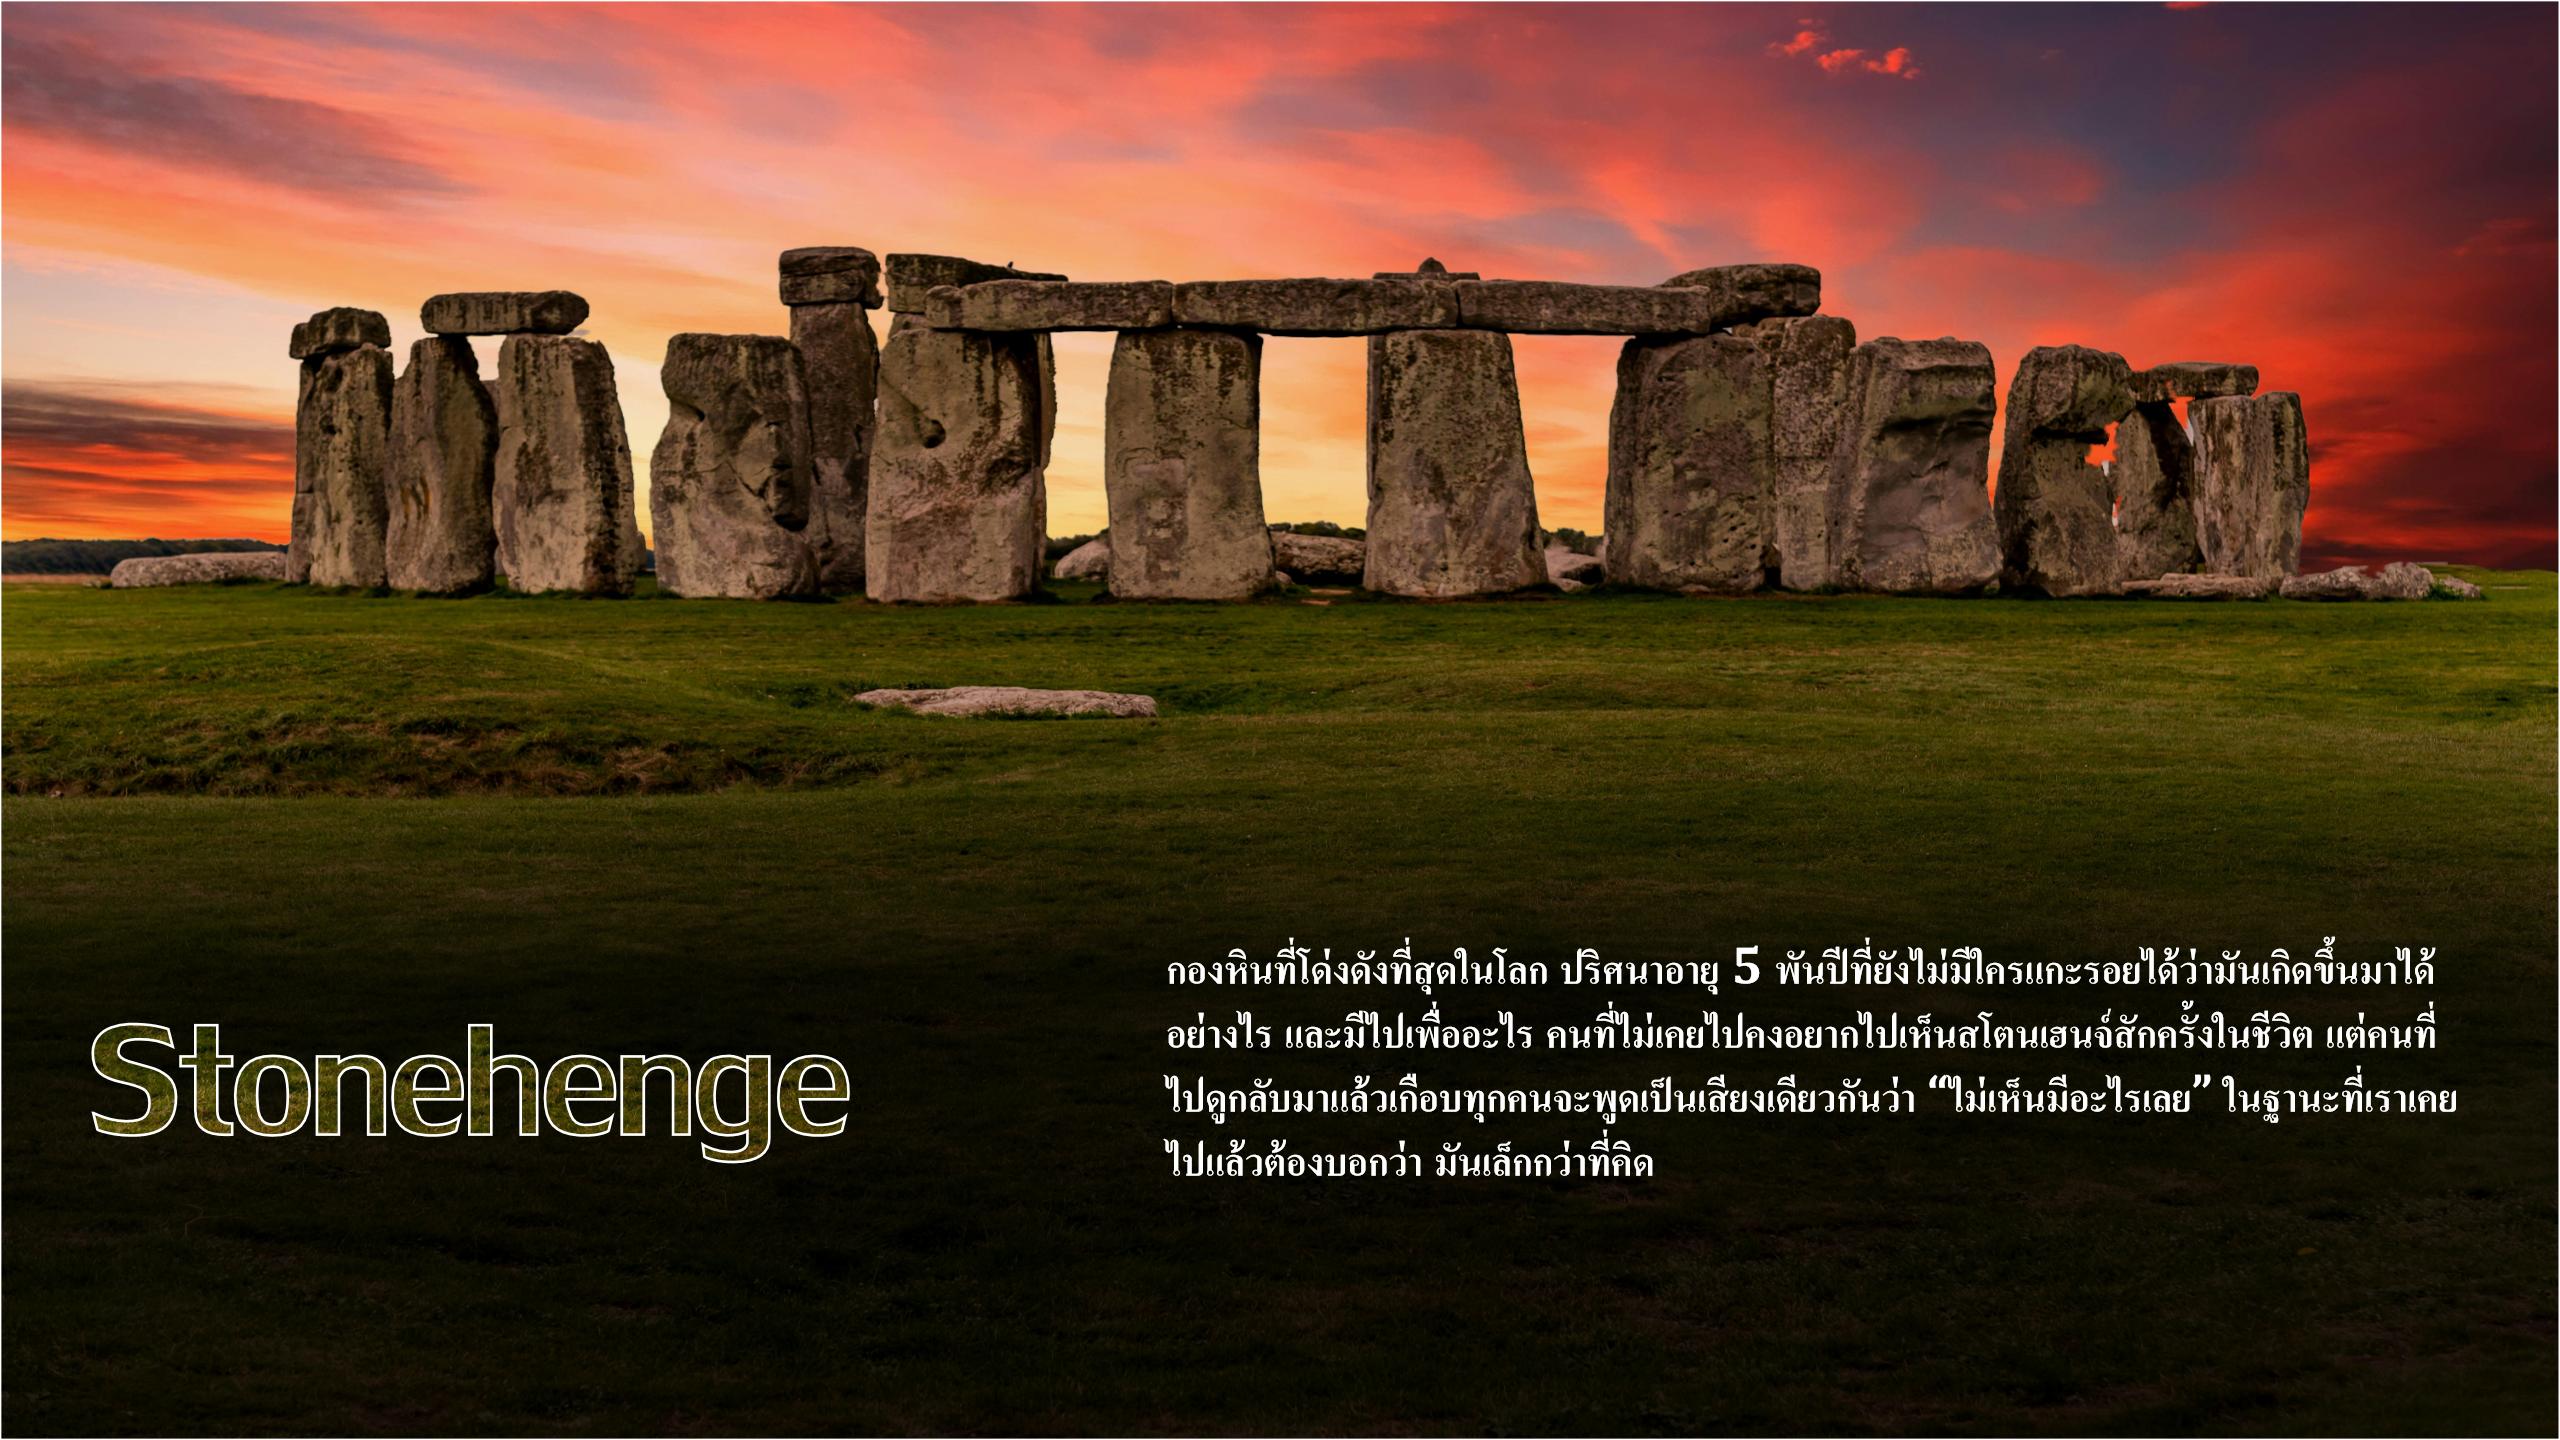 Stonehenge
กองหินที่โด่งดังที่สุดในโลก ปริศนาอายุ 5 พันปีที่ยังไม่มีใครแกะรอยได้ว่ามันเกิดขึ้นมาได้
อย่างไร และมีไปเพื่ออะไร คนที่ไม่เคยไปคงอยากไปเห็นสโตนเฮนจ์สักครั้งในชีวิต แต่คนที่
ไปดูกลับมาแล้วเกือบทุกคนจะพูดเป็นเสียงเดียวกันว่า “ไม่เห็นมีอะไรเลย” ในฐานะที่เราเคย
ไปแล้วต้องบอกว่า มันเล็กกว่าที่คิด